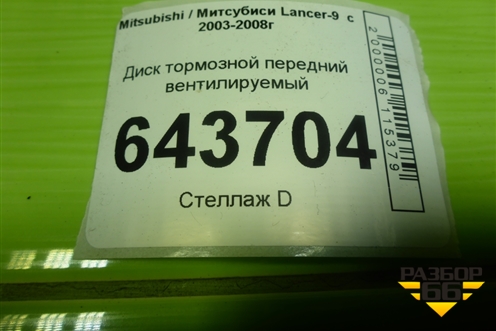 Mitsubishi / Митсубиси Lancer-9 с
2003-2008г
Диск тормозной передний
вентилируемый
643704
Стеллаж D
2000006115379
РАЗБОР
66